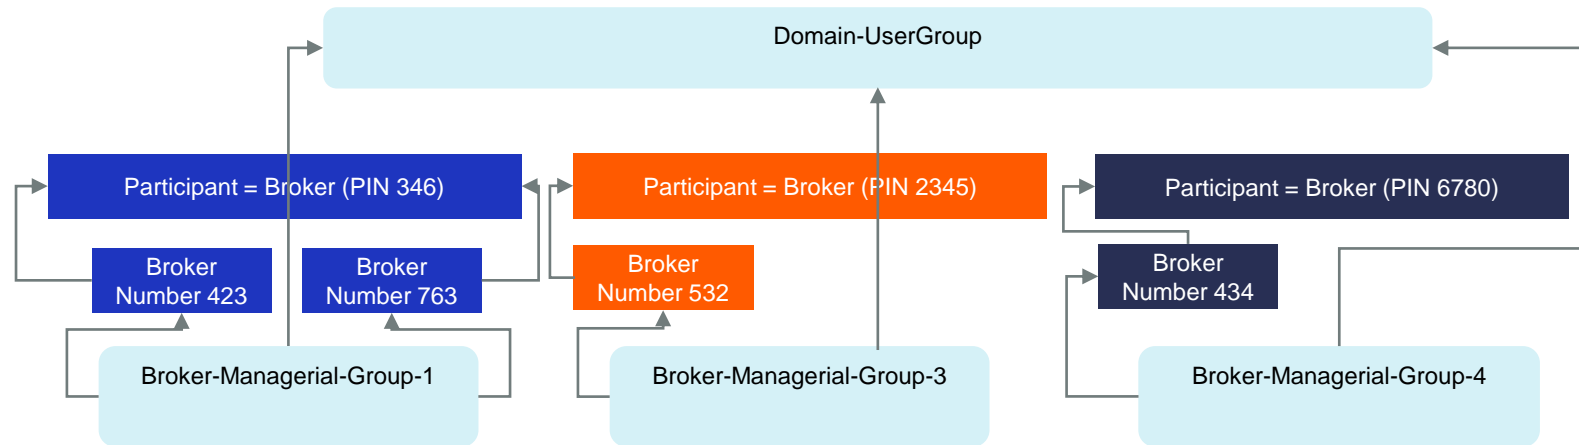 Domain-UserGroup
Participant = Broker (PIN 346)
Participant = Broker (PIN 2345)
Participant = Broker (PIN 6780)
Broker
Number 423
Broker
Number 763
Broker
Number 532
Broker
Number 434
Broker-Managerial-Group-1
Broker-Managerial-Group-3
Broker-Managerial-Group-4